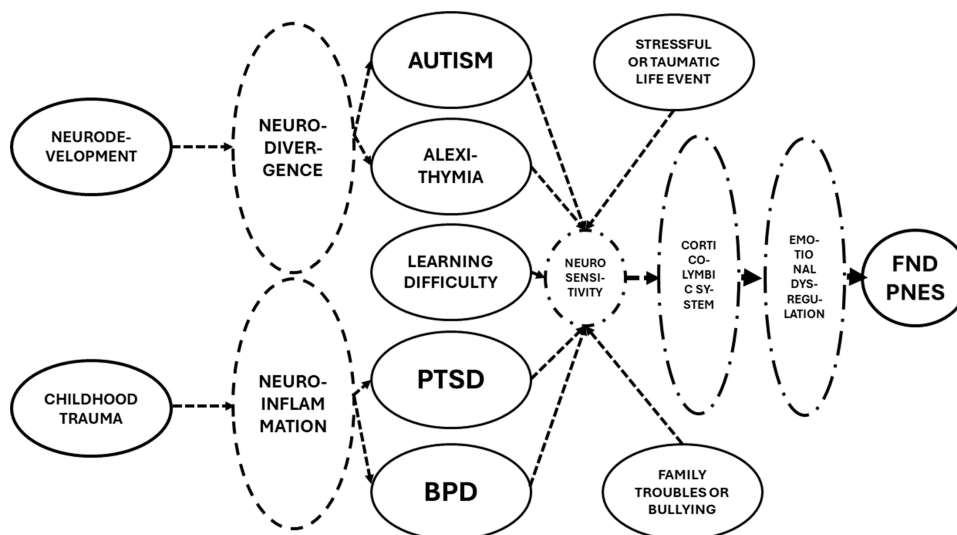 NEURODE-
VELOPMENT
NEURO-
DIVER-
GENCE
AUTISM
ALEXI-
THYMIA
LEARNING
DIFFICULTY
CHILDHOOD
TRAUMA
NEURO-
INFLAM
MATION
PTSD
BPD
STRESSFUL
OR TAUMATIC
LIFE EVENT
NEURO
SENSI-
TIVITY
FAMILY
TROUBLES OR
BULLYING
CORTI
CO-
LYMBI
C SY-
STEM
EMO-
TIO
NAL
DYS-
REGU-
LATION
FND
PNES